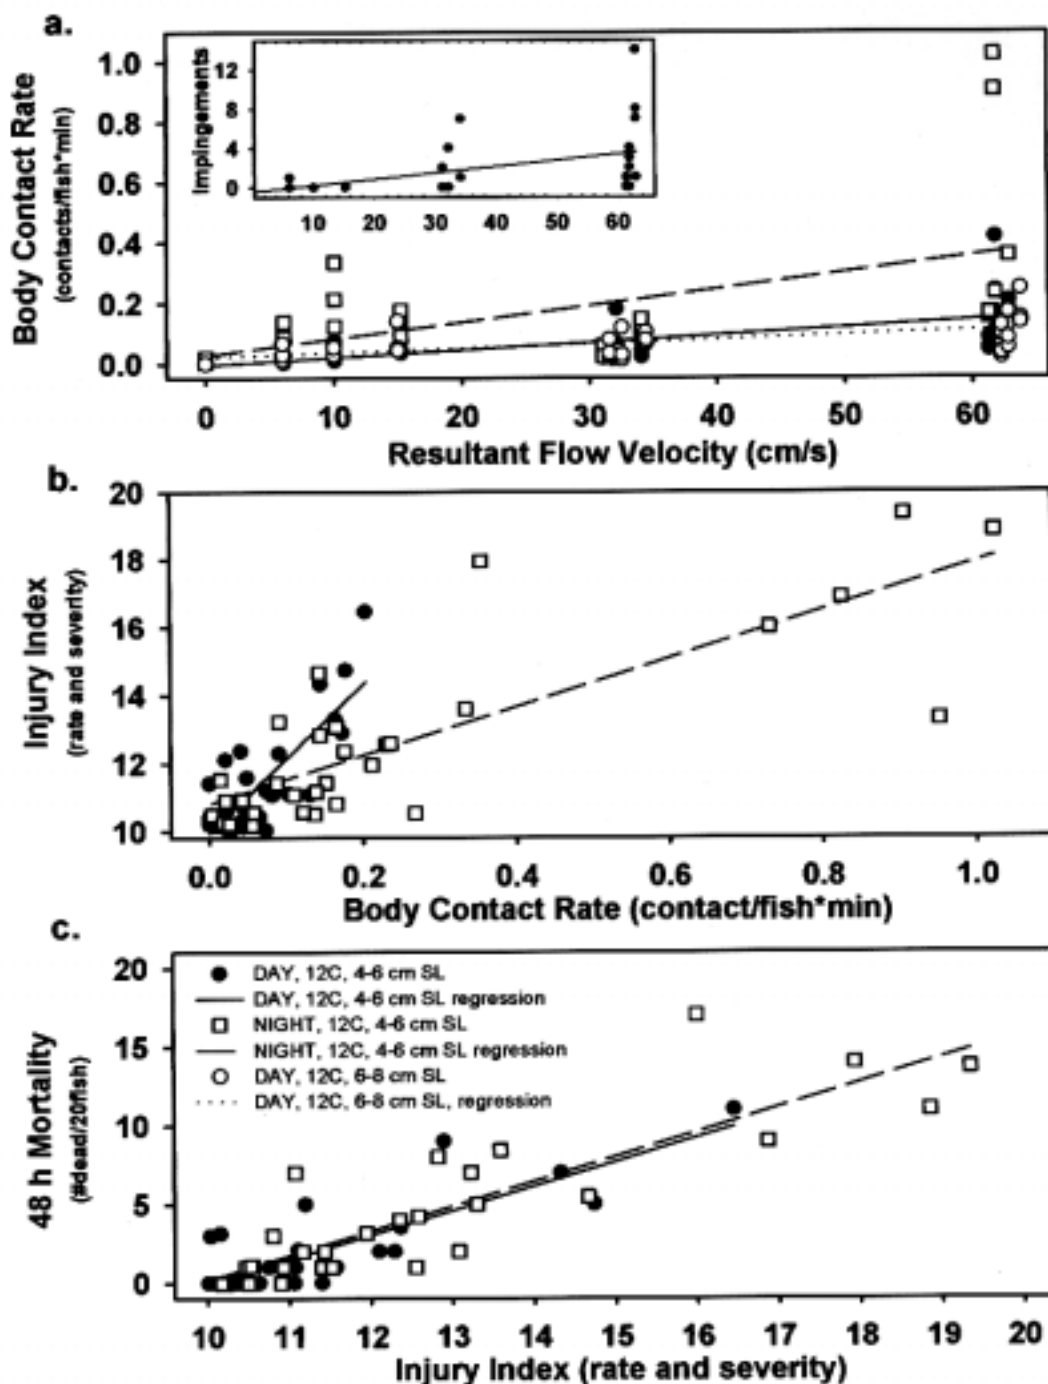 a.
Body Contact Rate
(contacts/fish*min)
1.0
0.8
0.6
0.4
0.2
0.0
Impingements
12
8
4
0
10 20 30 40 50 60
0 10 20 30 40 50 60
Resultant Flow Velocity (cm/s)
b.
Injury Index
(rate and severity)
20
18
16
14
12
10
0.0 0.2 0.4 0.6 0.8 1.0
Body Contact Rate (contact/fish*min)
c.
48 h Mortality
(#dead/20fish)
20
15
10
5
0
DAY, 12C, 4-6 cm SL
DAY, 12C, 4-6 cm SL regression
NIGHT, 12C, 4-6 cm SL
NIGHT, 12C, 4-6 cm SL regression
DAY, 12C, 6-8 cm SL
DAY, 12C, 6-8 cm SL, regression
10 11 12 13 14 15 16 17 18 19 20
Injury Index (rate and severity)